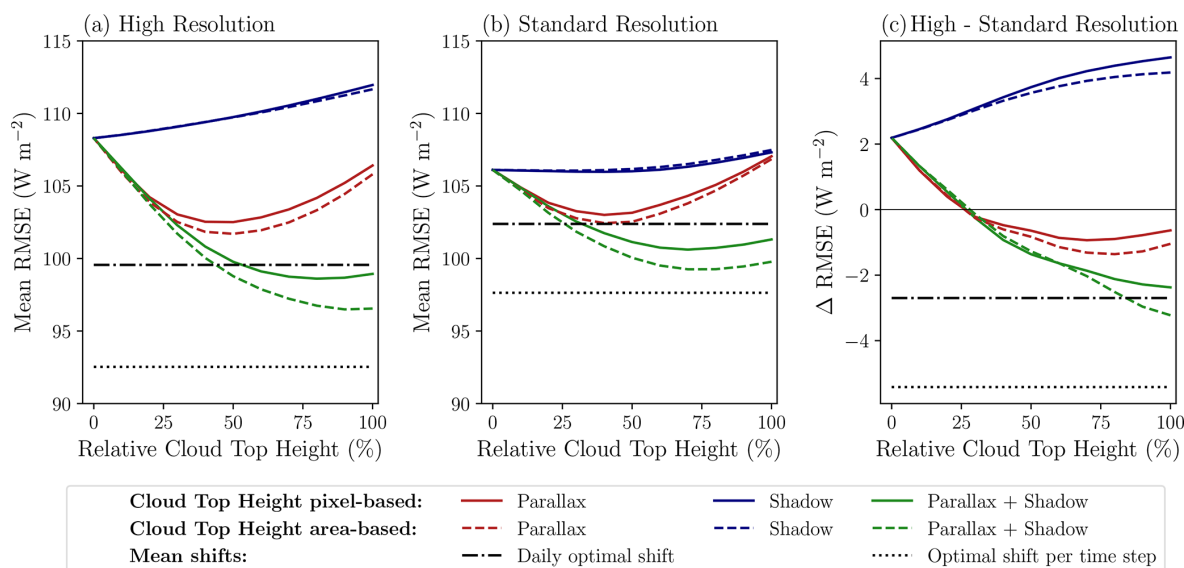 (a) High Resolution
115
110
105
100
95
90
Mean RMSE (W m⁻²)
0 25 50 75 100
Relative Cloud Top Height (%)
(b) Standard Resolution
115
110
105
100
95
90
Mean RMSE (W m⁻²)
0 25 50 75 100
Relative Cloud Top Height (%)
(c) High - Standard Resolution
4
2
0
−2
−4
Δ RMSE (W m⁻²)
0 25 50 75 100
Relative Cloud Top Height (%)
Cloud Top Height pixel-based: Parallax Shadow Parallax + Shadow
Cloud Top Height area-based: Parallax Shadow Parallax + Shadow
Mean shifts: Daily optimal shift Optimal shift per time step